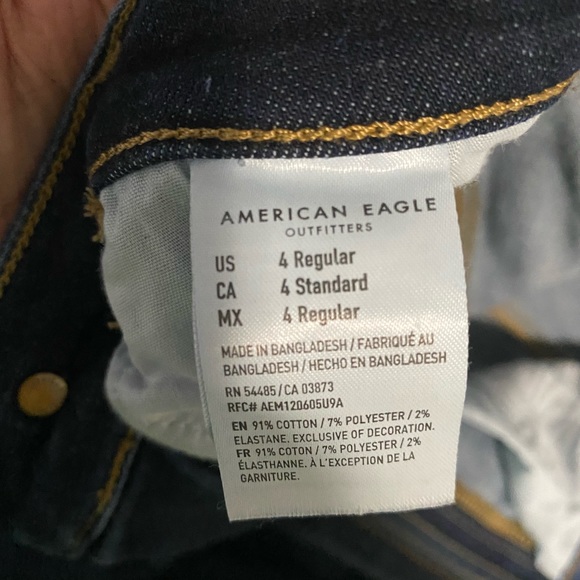 AMERICAN EAGLE
OUTFITTERS
US 4 Regular
CA 4 Standard
MX 4 Regular
MADE IN BANGLADESH / FABRIQUÉ AU
BANGLADESH / HECHO EN BANGLADESH
RN 54485 / CA 03873
RFC# AEM120605U9A
EN 91% COTTON / 7% POLYESTER / 2%
ELASTANE. EXCLUSIVE OF DECORATION.
FR 91% COTON / 7% POLYESTER / 2%
ÉLASTHANNE. À L'EXCEPTION DE LA
GARNITURE.